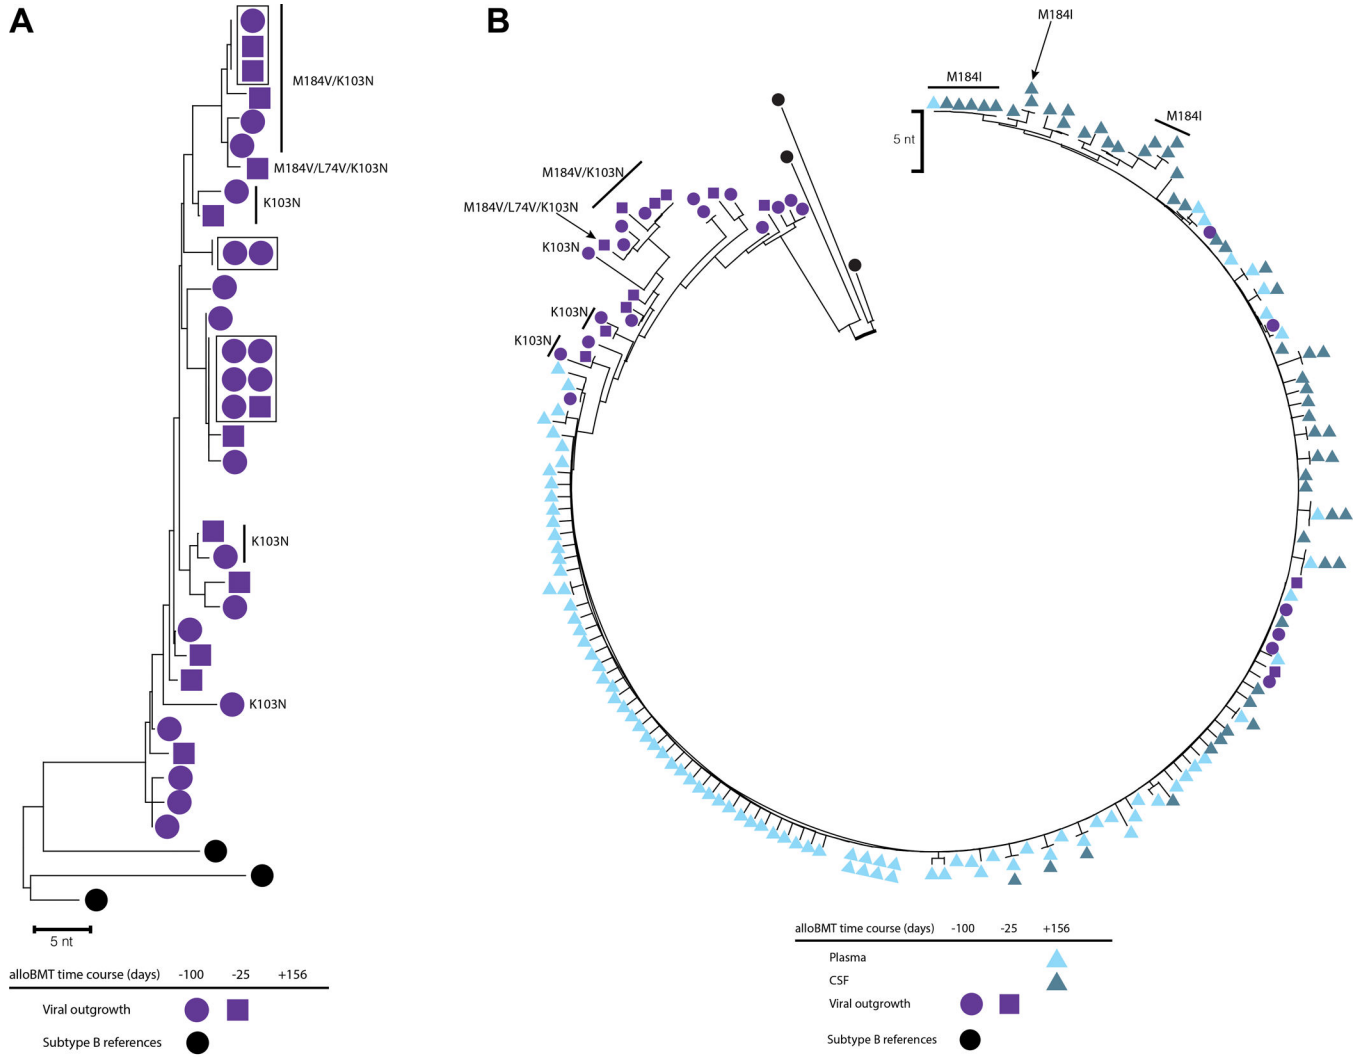 A
M184V/K103N
M184V/L74V/K103N
K103N
K103N
K103N
5 nt
alloBMT time course (days) -100 -25 +156
Viral outgrowth
Subtype B references
B
M184I
M184I
M184I
5 nt
M184V/K103N
M184V/L74V/K103N
K103N
K103N
K103N
alloBMT time course (days) -100 -25 +156
Plasma
CSF
Viral outgrowth
Subtype B references